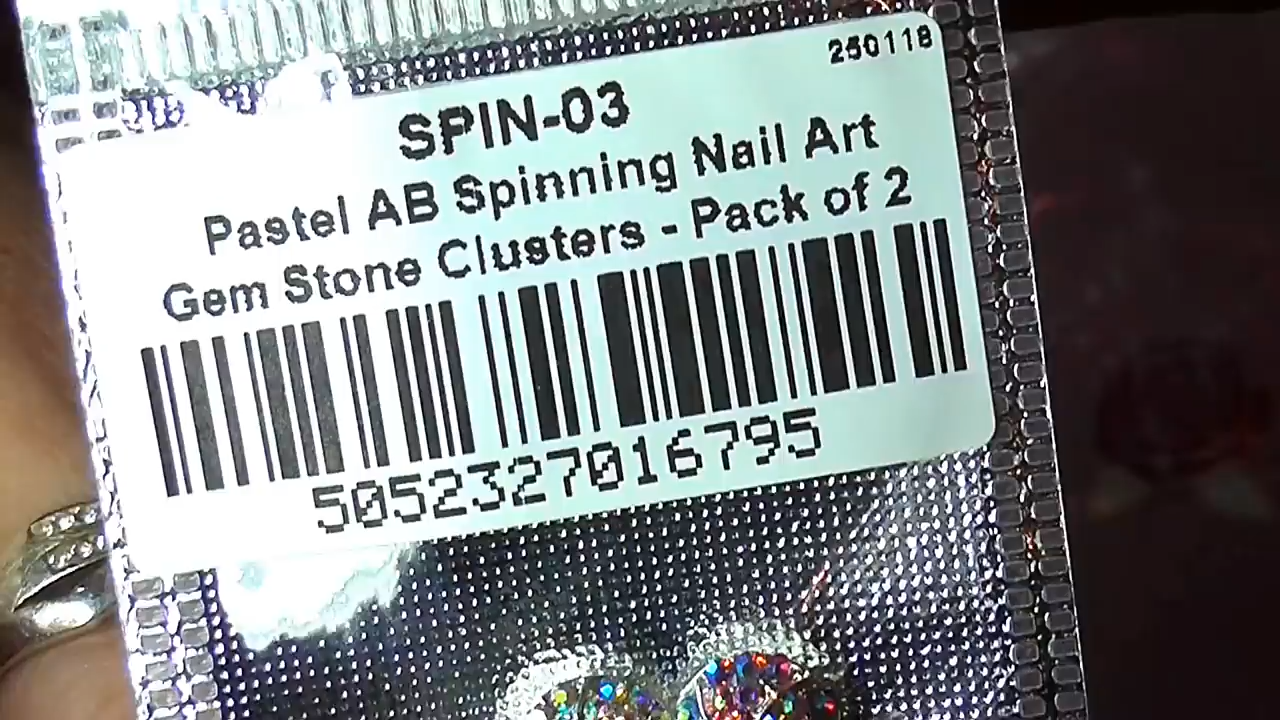 250118
SPIN-03
Pastel AB Spinning Nail Art
Gem Stone Clusters - Pack of 2
5052327016795